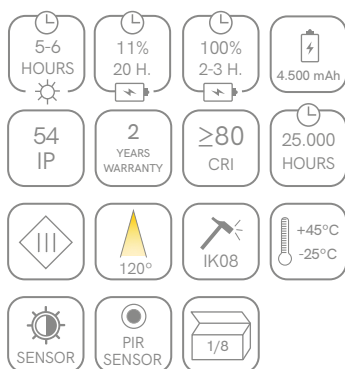 5-6
HOURS
11%
20 H.
100%
2-3 H.
4.500 mAh
54
IP
2
YEARS
WARRANTY
≥80
CRI
25.000
HOURS
III
120°
IK08
+45°C
-25°C
SENSOR
PIR
SENSOR
1/8